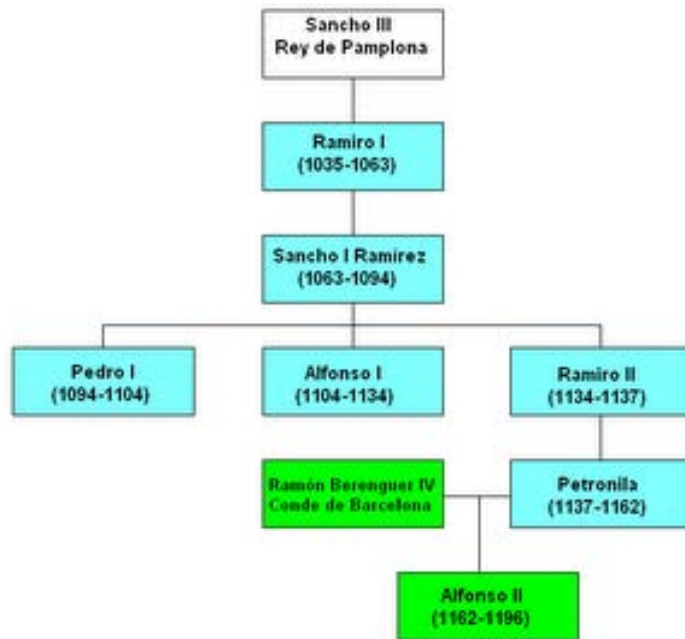 Sancho III
Rey de Pamplona
Ramiro I
(1035-1063)
Sancho I Ramírez
(1063-1094)
Pedro I
(1094-1104)
Alfonso I
(1104-1134)
Ramiro II
(1134-1137)
Ramón Berenguer IV
Conde de Barcelona
Petronila
(1137-1162)
Alfonso II
(1162-1196)